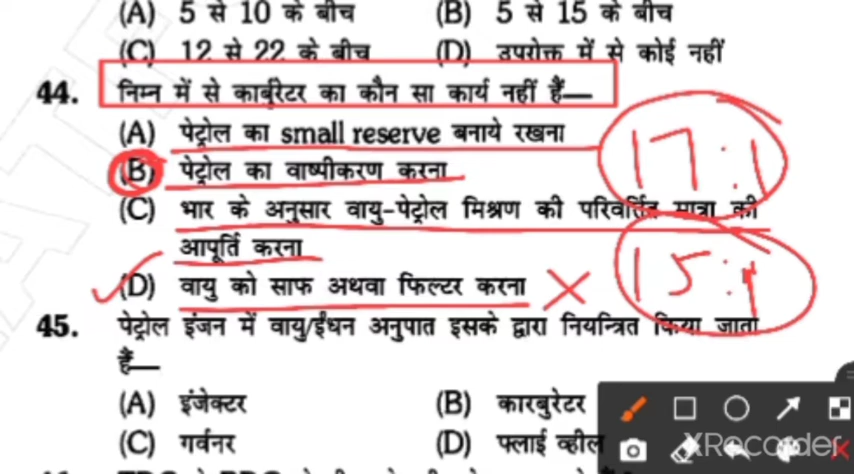 (A) 5 से 10 के बीच (B) 5 से 15 के बीच
(C) 12 से 22 के बीच (D) उपरोक्त में से कोई नहीं
44. निम्न में से कार्बुरेटर का कौन सा कार्य नहीं हैं—
(A) पेट्रोल का small reserve बनाये रखना
17:1
(B) पेट्रोल का वाष्पीकरण करना
(C) भार के अनुसार वायु-पेट्रोल मिश्रण की परिवर्तित मात्रा की
आपूर्ति करना
15:1
(D) वायु को साफ अथवा फिल्टर करना
45. पेट्रोल इंजन में वायु/ईंधन अनुपात इसके द्वारा नियन्त्रित किया जाता
हैं—
(A) इंजेक्टर (B) कारबुरेटर
(C) गर्वनर (D) फ्लाई व्हील
XRecorder